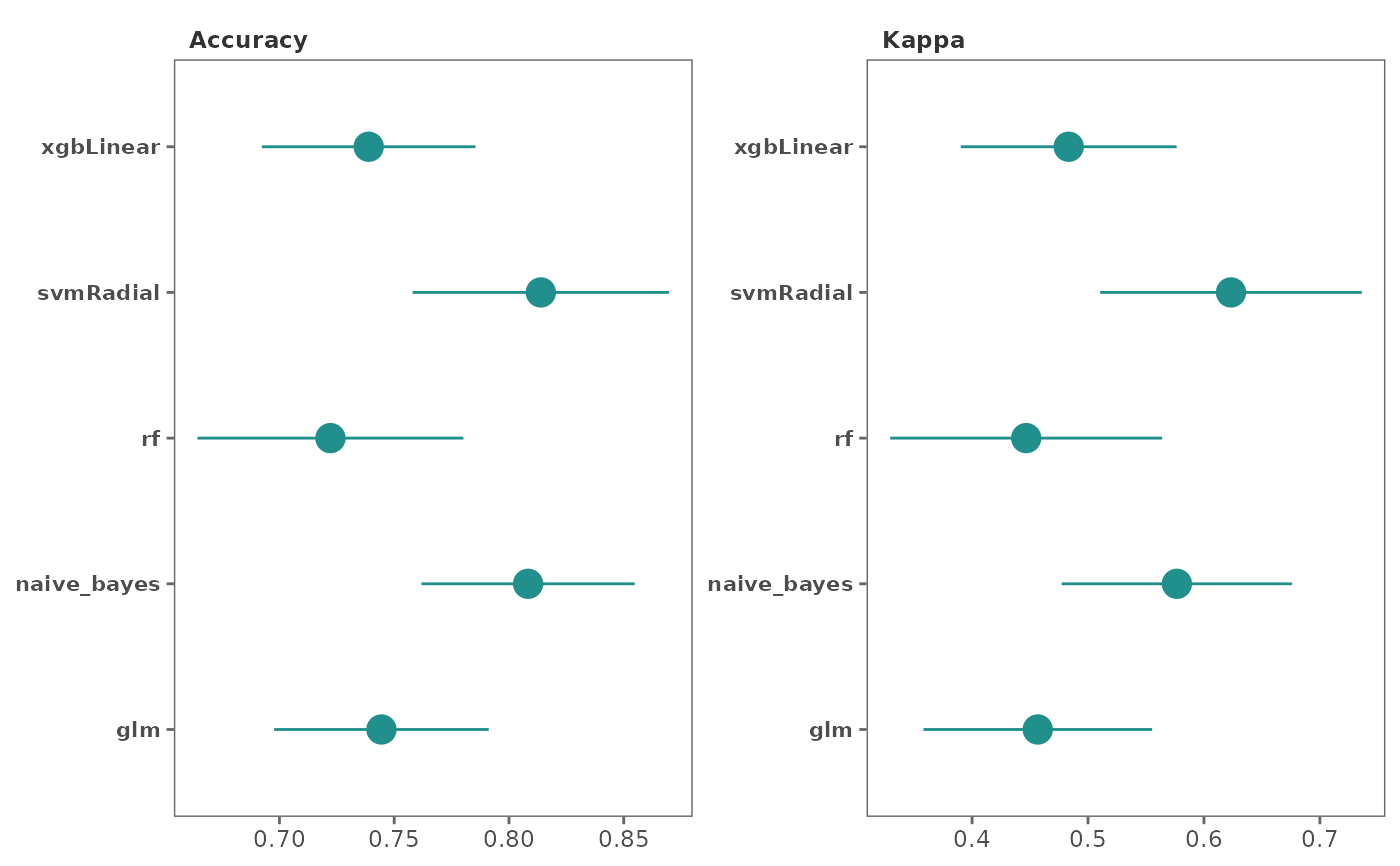 Accuracy
xgbLinear
svmRadial
rf
naive_bayes
glm
0.70 0.75 0.80 0.85
Kappa
xgbLinear
svmRadial
rf
naive_bayes
glm
0.4 0.5 0.6 0.7